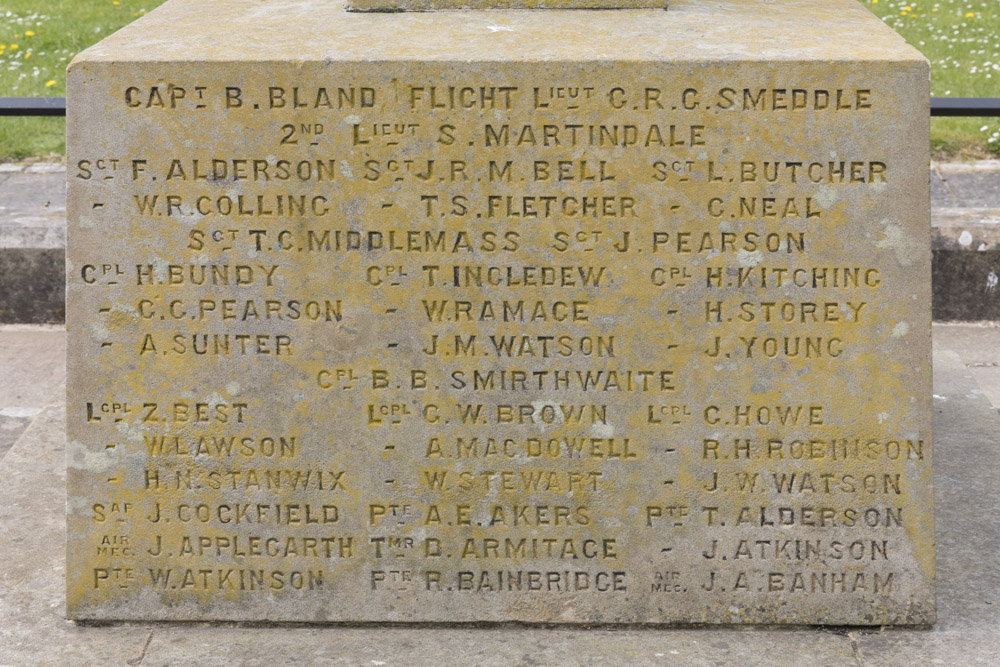 CAPT B. BLAND FLIGHT LIEUT G.R.G. SMEDDLE
2ND LIEUT S. MARTINDALE
SGT F. ALDERSON SGT J.R.M. BELL SGT L. BUTCHER
- W.R. COLLING - T.S. FLETCHER - G. NEAL
SGT T.G. MIDDLEMASS SGT J. PEARSON
CPL H. BUNDY CPL T. INGLEDEW CPL H. KITCHING
- G.G. PEARSON - W. RAMAGE - H. STOREY
- A. SUNTER - J.M. WATSON - J. YOUNG
CPL B.B. SMIRTHWAITE
LCPL Z. BEST LCPL G.W. BROWN LCPL G. HOWE
- W. LAWSON - A. MACDOWELL - R.H. ROBINSON
- H.N. STANWIX - W. STEWART - J.W. WATSON
SAP J. COCKFIELD PTE A.E. AKERS PTE T. ALDERSON
AIR MEC. J. APPLEGARTH TMR D. ARMITAGE - J. ATKINSON
PTE W. ATKINSON PTE R. BAINBRIDGE AIR MEC. J.A. BANHAM